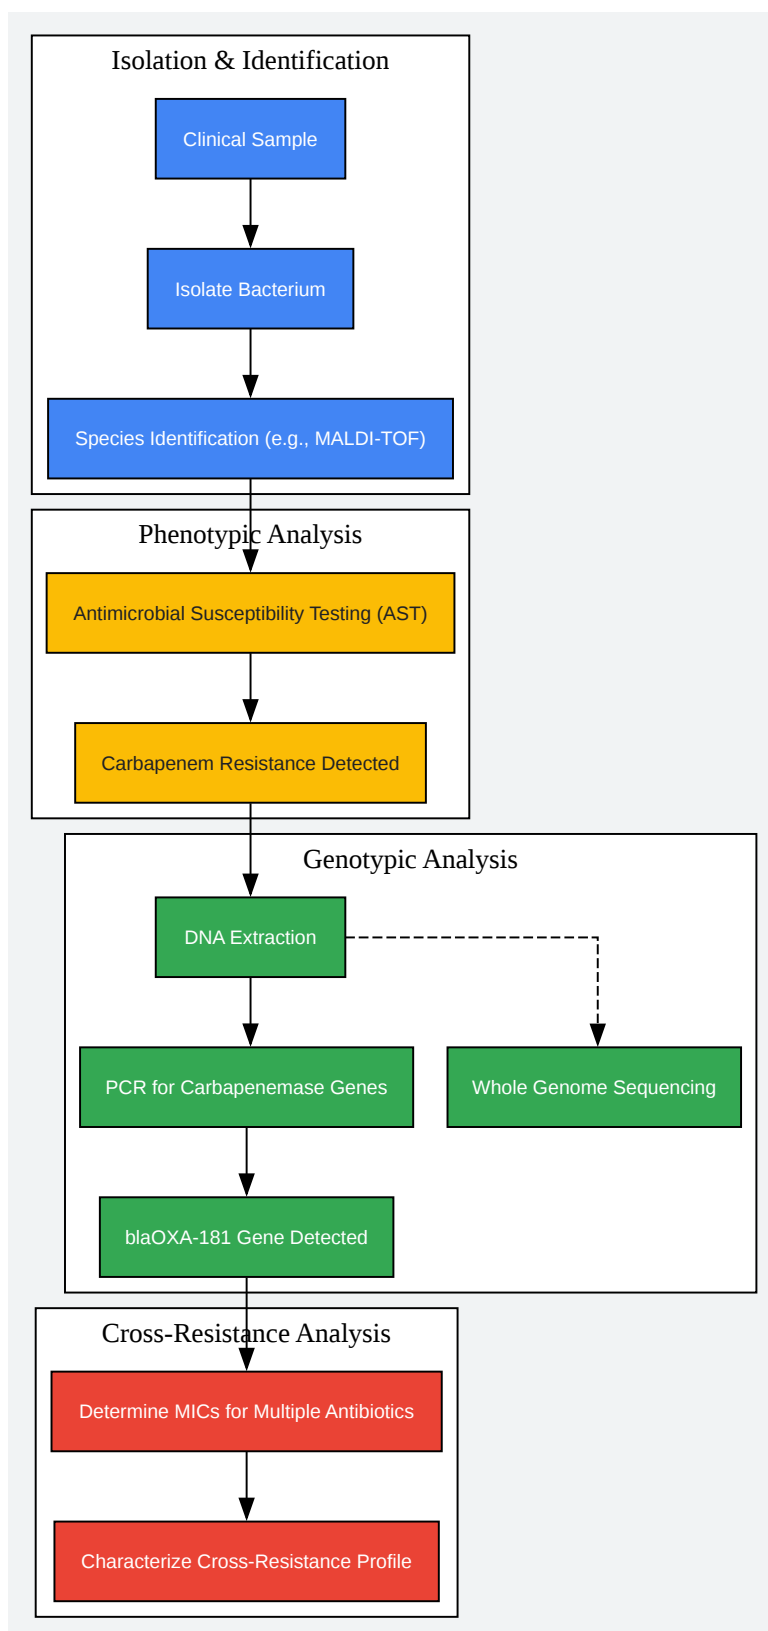 Isolation & Identification
Clinical Sample
Isolate Bacterium
Species Identification (e.g., MALDI-TOF)
Phenotypic Analysis
Antimicrobial Susceptibility Testing (AST)
Carbapenem Resistance Detected
Genotypic Analysis
DNA Extraction
PCR for Carbapenemase Genes
Whole Genome Sequencing
blaOXA-181 Gene Detected
Cross-Resistance Analysis
Determine MICs for Multiple Antibiotics
Characterize Cross-Resistance Profile